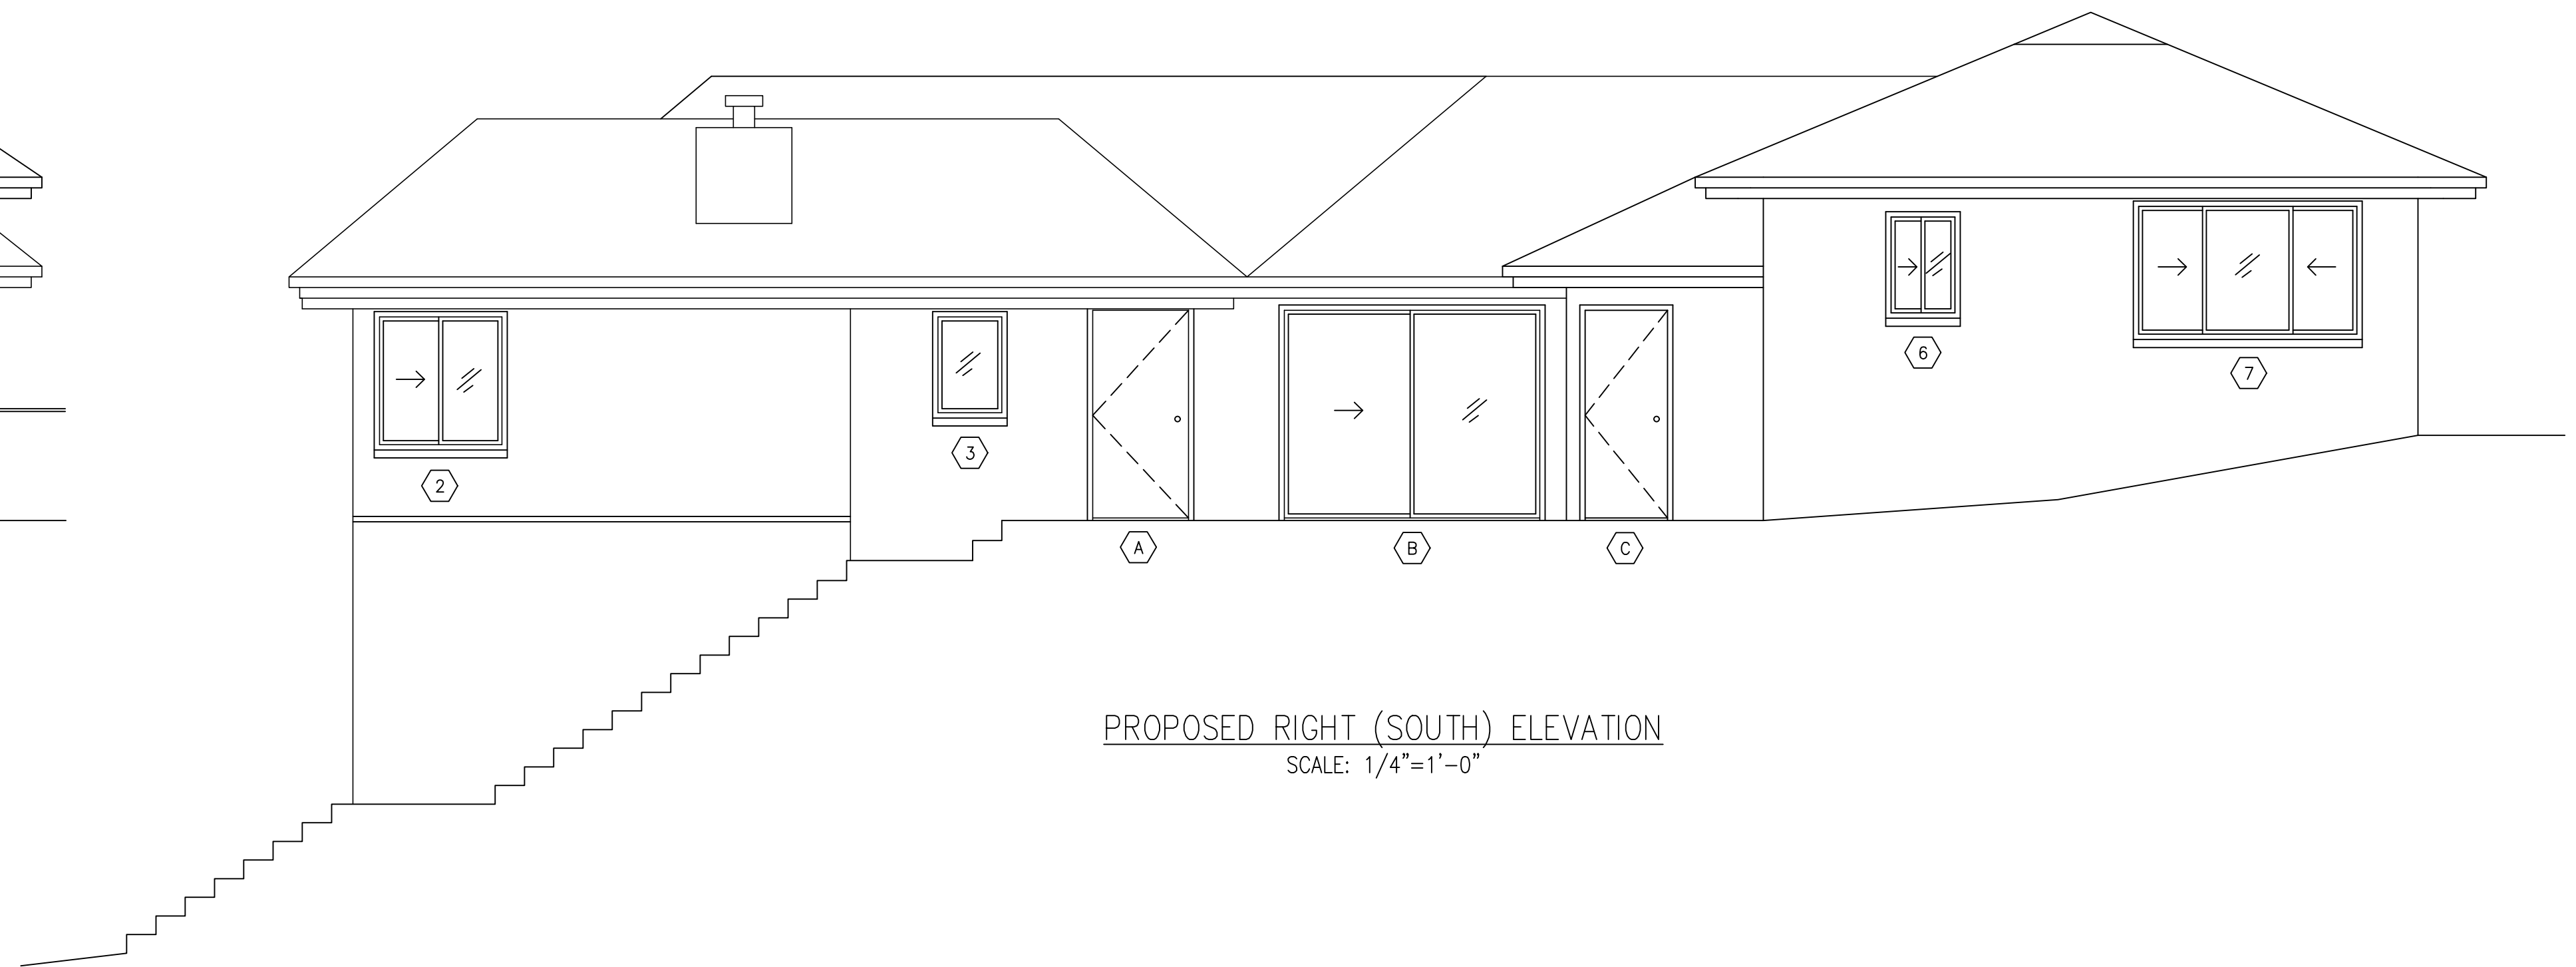 6
7
2
3
A
B
C
PROPOSED RIGHT (SOUTH) ELEVATION
SCALE: 1/4"=1'-0"